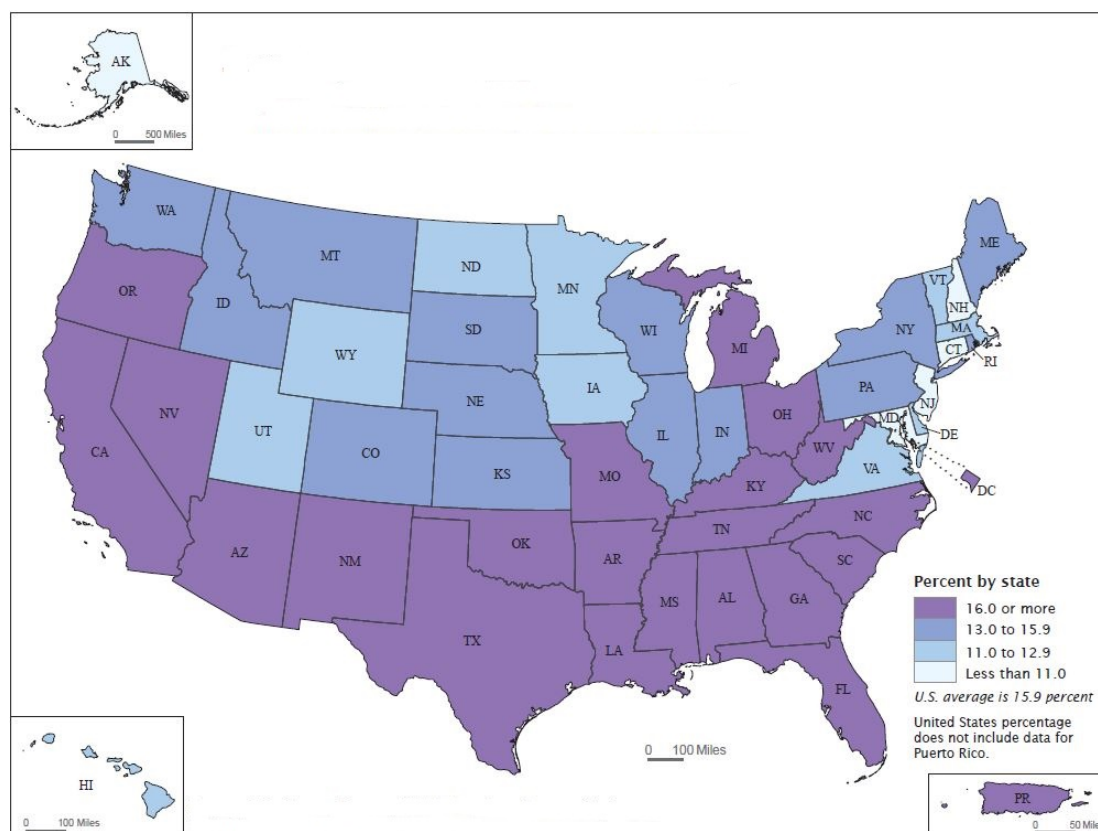 AK
0 500 Miles
WA
MT
ND
MN
ME
VT
NH
OR
ID
SD
WI
NY
MA
CT
RI
WY
MI
IA
PA
NJ
NE
NV
UT
OH
MD
DE
IL
IN
CA
CO
WV
VA
KS
MO
KY
DC
NC
TN
AZ
NM
OK
AR
SC
MS
AL
GA
TX
LA
FL
Percent by state
16.0 or more
13.0 to 15.9
11.0 to 12.9
Less than 11.0
U.S. average is 15.9 percent
United States percentage
does not include data for
Puerto Rico.
0 100 Miles
HI
0 100 Miles
PR
0 50 Miles